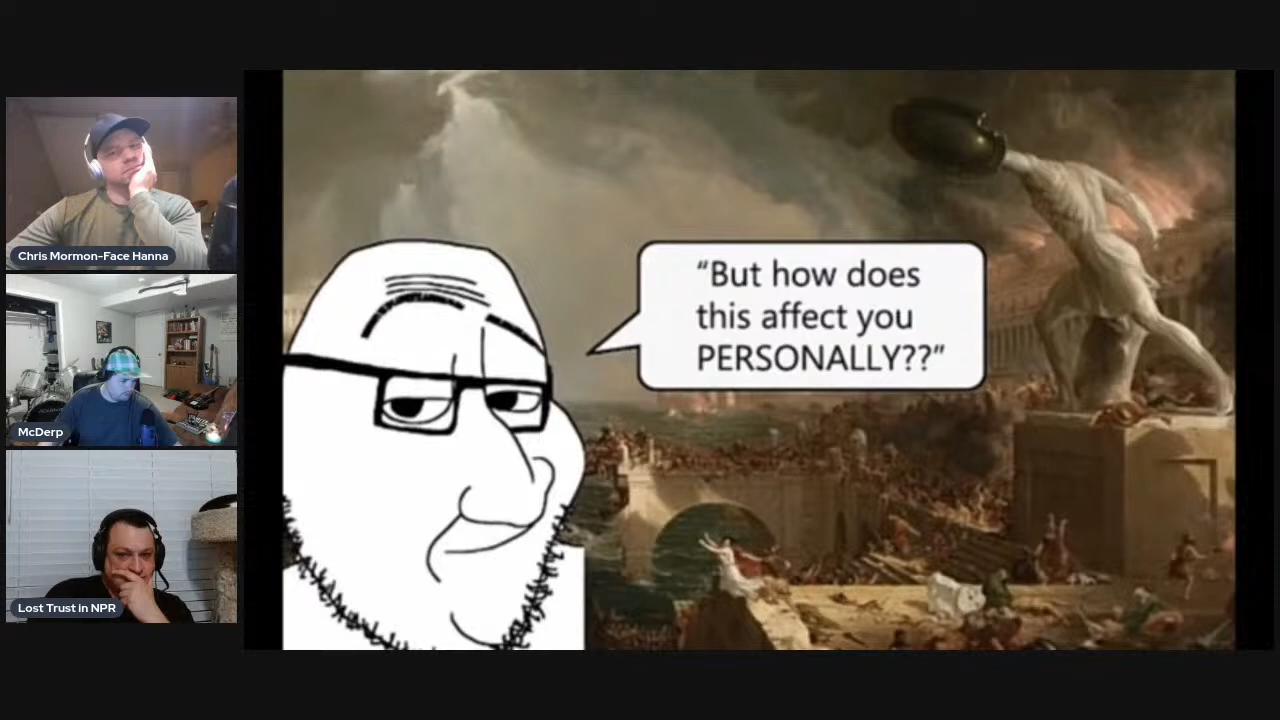 Chris Mormon-Face Hanna
McDerp
Lost Trust in NPR
“But how does
this affect you
PERSONALLY??”